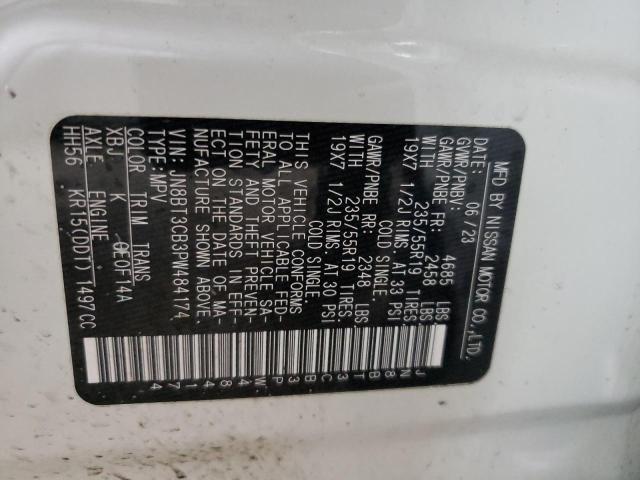 MFD BY NISSAN MOTOR CO.,LTD.
DATE: 06/23
GVWR/PNBV: 4685 LBS
GAWR/PNBE FR: 2458 LBS
235/55R19 TIRES
19X7 1/2J RIMS. AT 33 PSI
COLD SINGLE
GAWR/PNBE RR: 2348 LBS
235/55R19 TIRES
19X7 1/2J RIMS. AT 30 PSI
COLD SINGLE
THIS VEHICLE CONFORMS
TO ALL APPLICABLE FED-
ERAL MOTOR VEHICLE SA-
FETY AND THEFT PREVEN-
TION STANDARDS IN EFF-
ECT ON THE DATE OF MA-
NUFACTURE SHOWN ABOVE.
VIN: JN8BT3CB3PW484174
TYPE: MPV
COLOR TRIM TRANS
XBJ K 0E0F14A
AXLE ENGINE
HH56 KR15(DDT) 1497CC
JN8BT3CB3PW484174